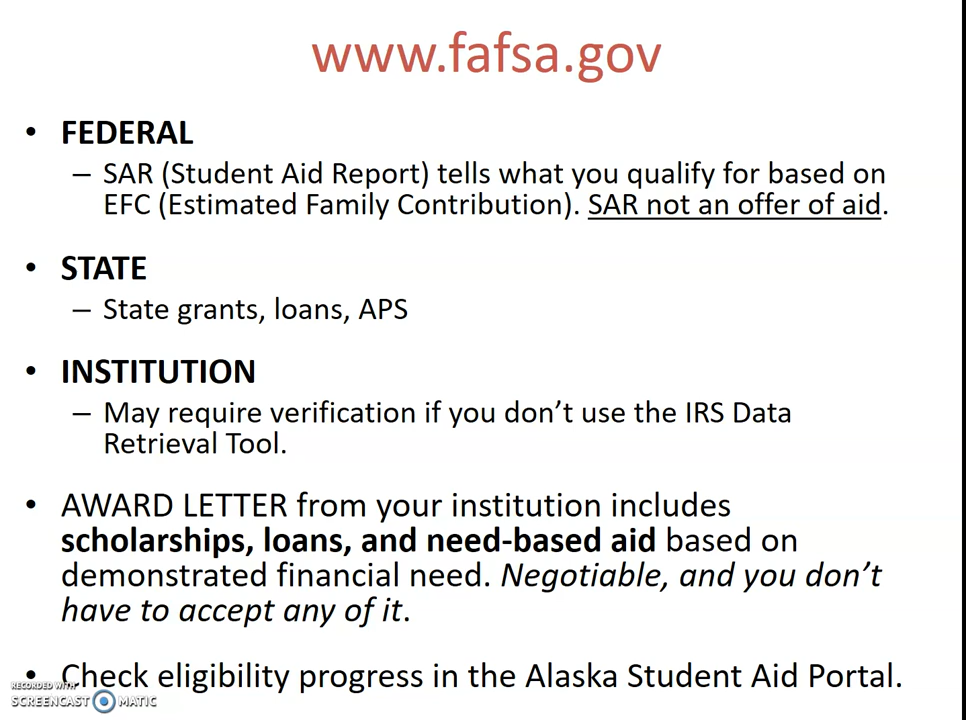 www.fafsa.gov
• FEDERAL
– SAR (Student Aid Report) tells what you qualify for based on
EFC (Estimated Family Contribution). SAR not an offer of aid.
• STATE
– State grants, loans, APS
• INSTITUTION
– May require verification if you don’t use the IRS Data
Retrieval Tool.
• AWARD LETTER from your institution includes
scholarships, loans, and need-based aid based on
demonstrated financial need. Negotiable, and you don’t
have to accept any of it.
• Check eligibility progress in the Alaska Student Aid Portal.
RECORDED WITH
SCREENCAST MATIC